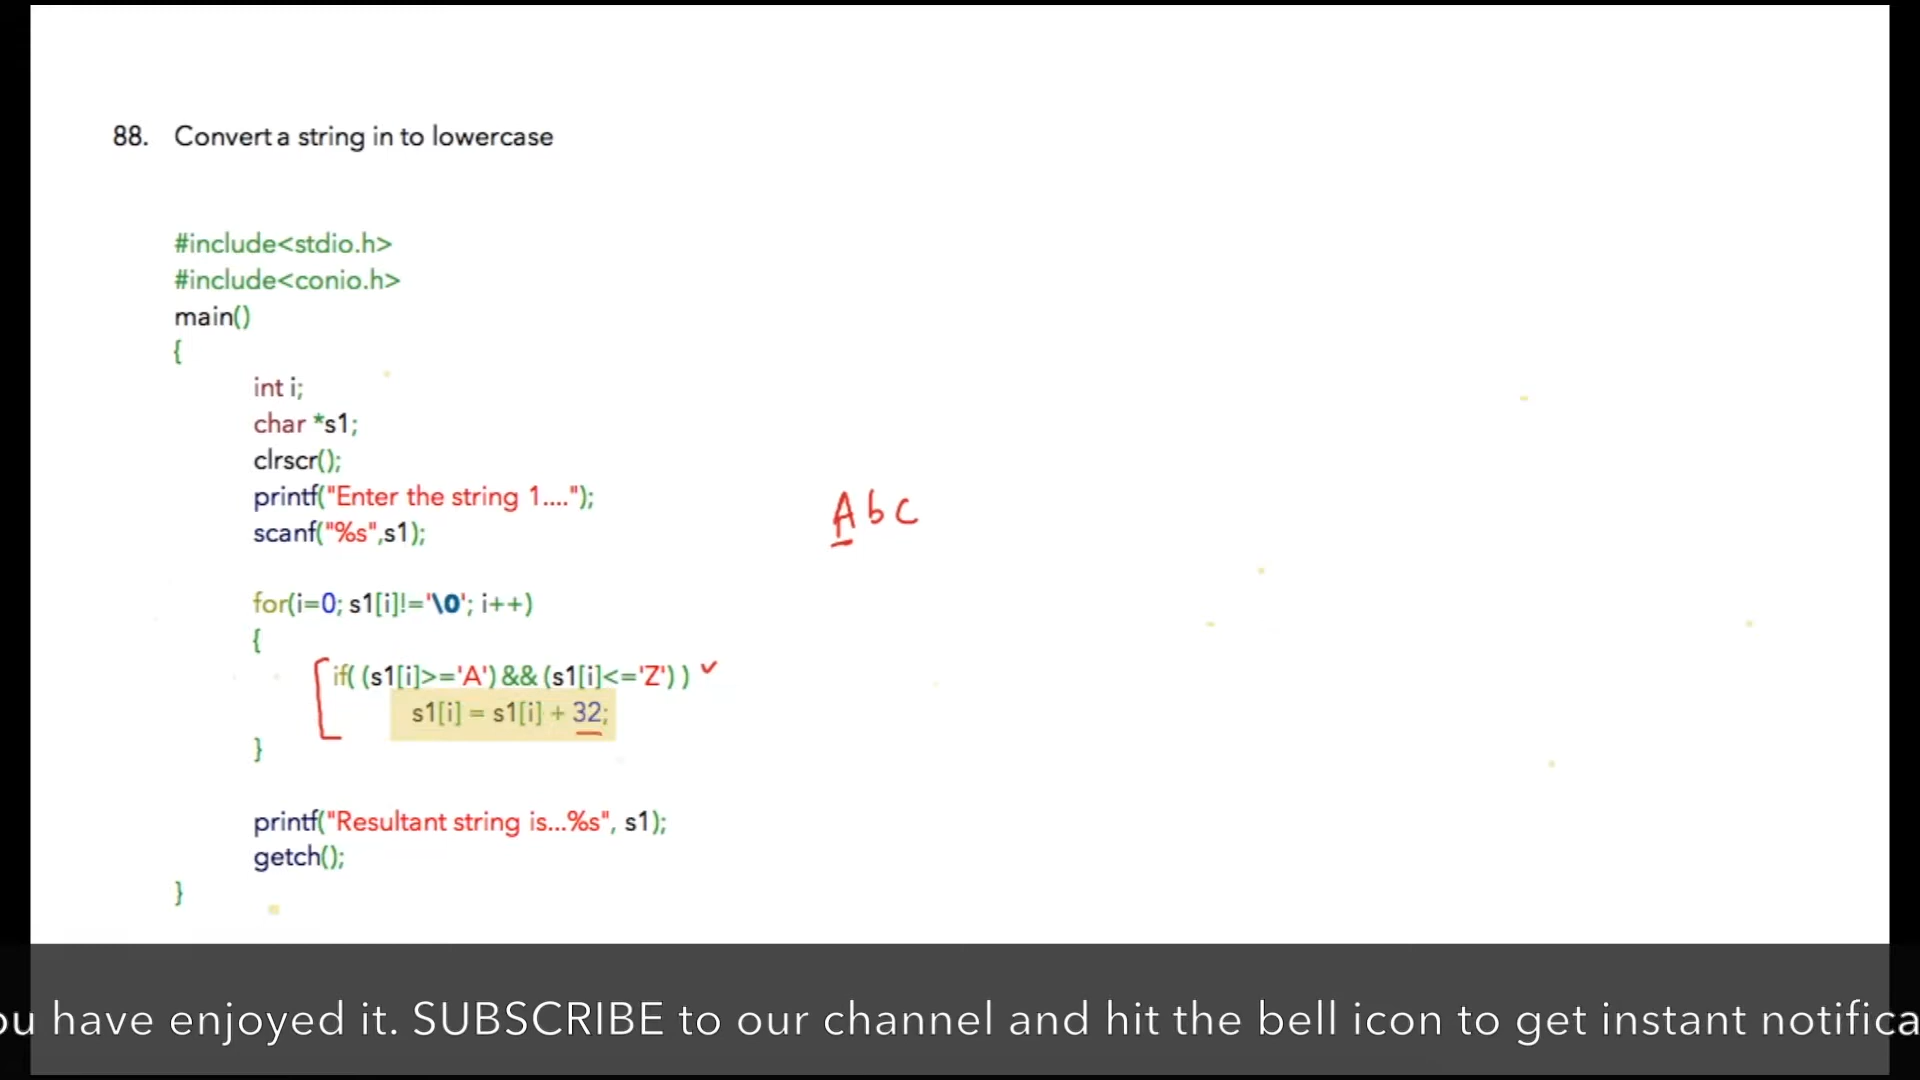 88. Convert a string in to lowercase
#include<stdio.h>
#include<conio.h>
main()
{
int i;
char *s1;
clrscr();
printf("Enter the string 1....");
scanf("%s",s1);
Abc
for(i=0; s1[i]!='\0'; i++)
{
if( (s1[i]>='A') && (s1[i]<='Z') )
s1[i] = s1[i] + 32;
}
printf("Resultant string is...%s", s1);
getch();
}
ou have enjoyed it. SUBSCRIBE to our channel and hit the bell icon to get instant notifica